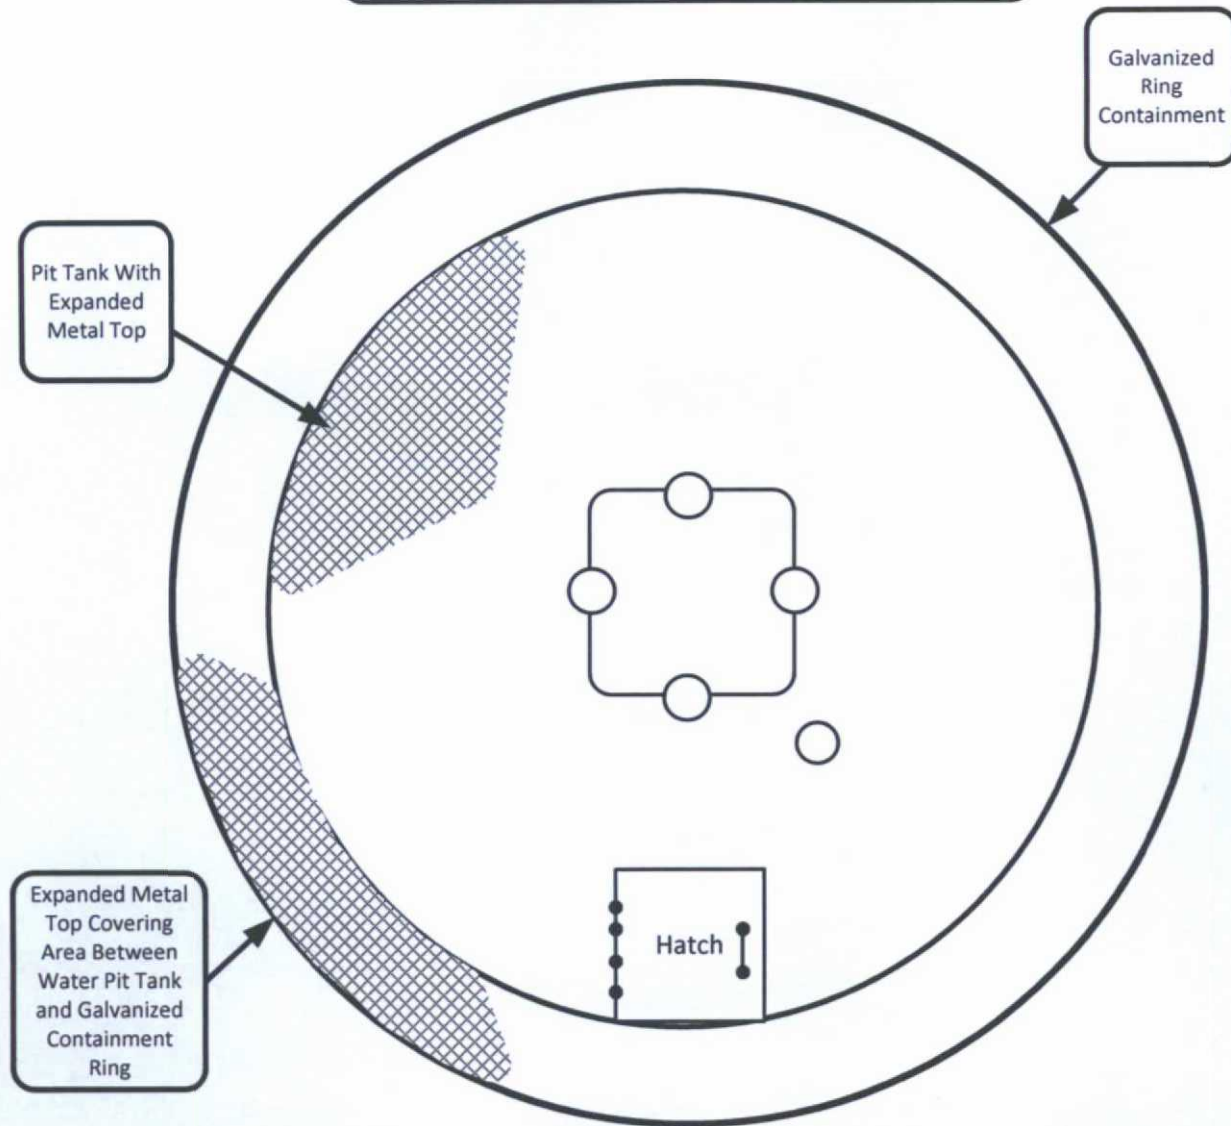 Galvanized
Ring
Containment
Pit Tank With
Expanded
Metal Top
Expanded Metal
Top Covering
Area Between
Water Pit Tank
and Galvanized
Containment
Ring
Hatch